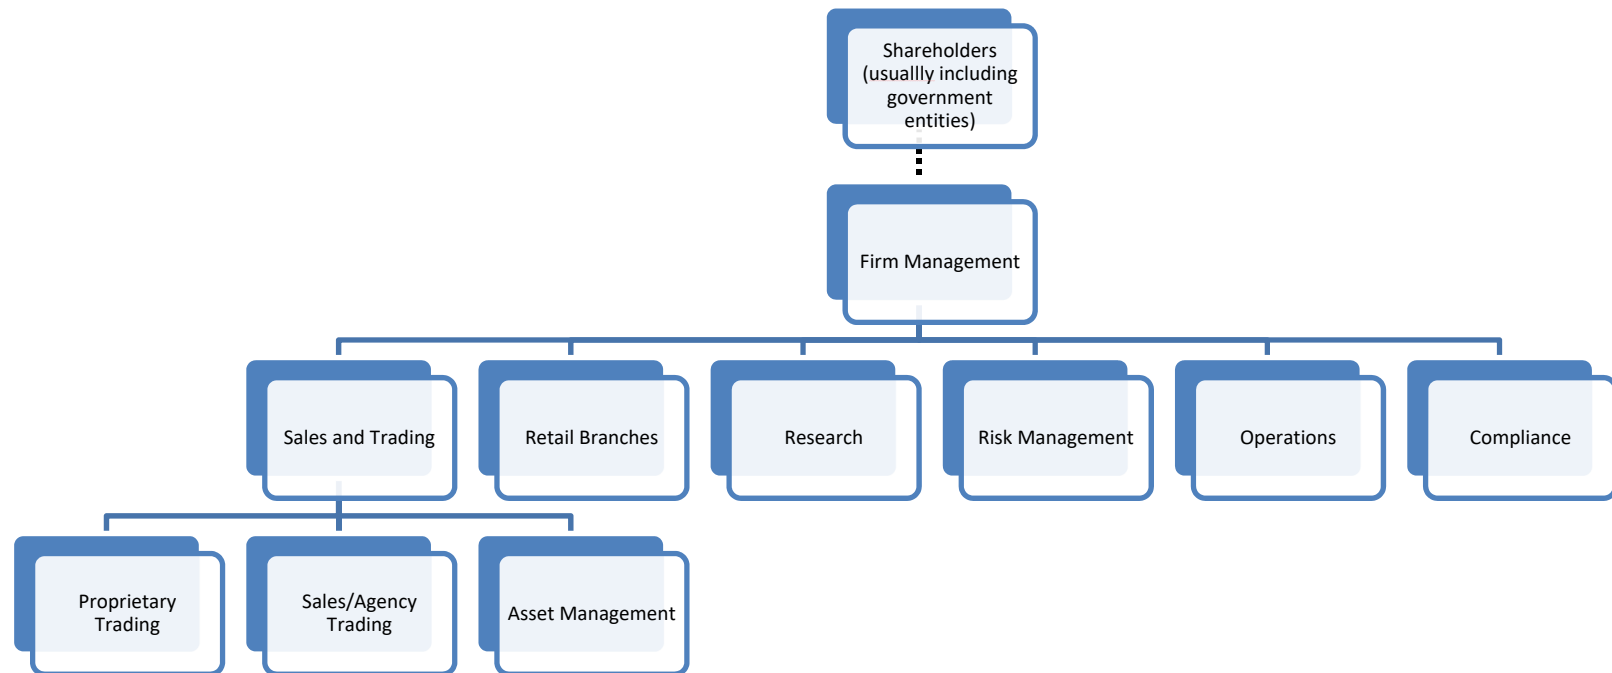 Shareholders
(usuallly including
government
entities)
Firm Management
Sales and Trading
Retail Branches
Research
Risk Management
Operations
Compliance
Proprietary
Trading
Sales/Agency
Trading
Asset Management